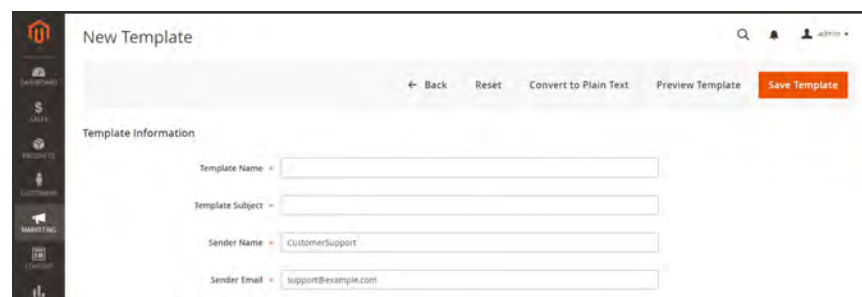 New Template
admin
DASHBOARD
← Back Reset Convert to Plain Text Preview Template Save Template
SALES
Template Information
PRODUCTS
Template Name *
CUSTOMERS
Template Subject *
MARKETING
Sender Name * CustomerSupport
CONTENT
Sender Email * support@example.com